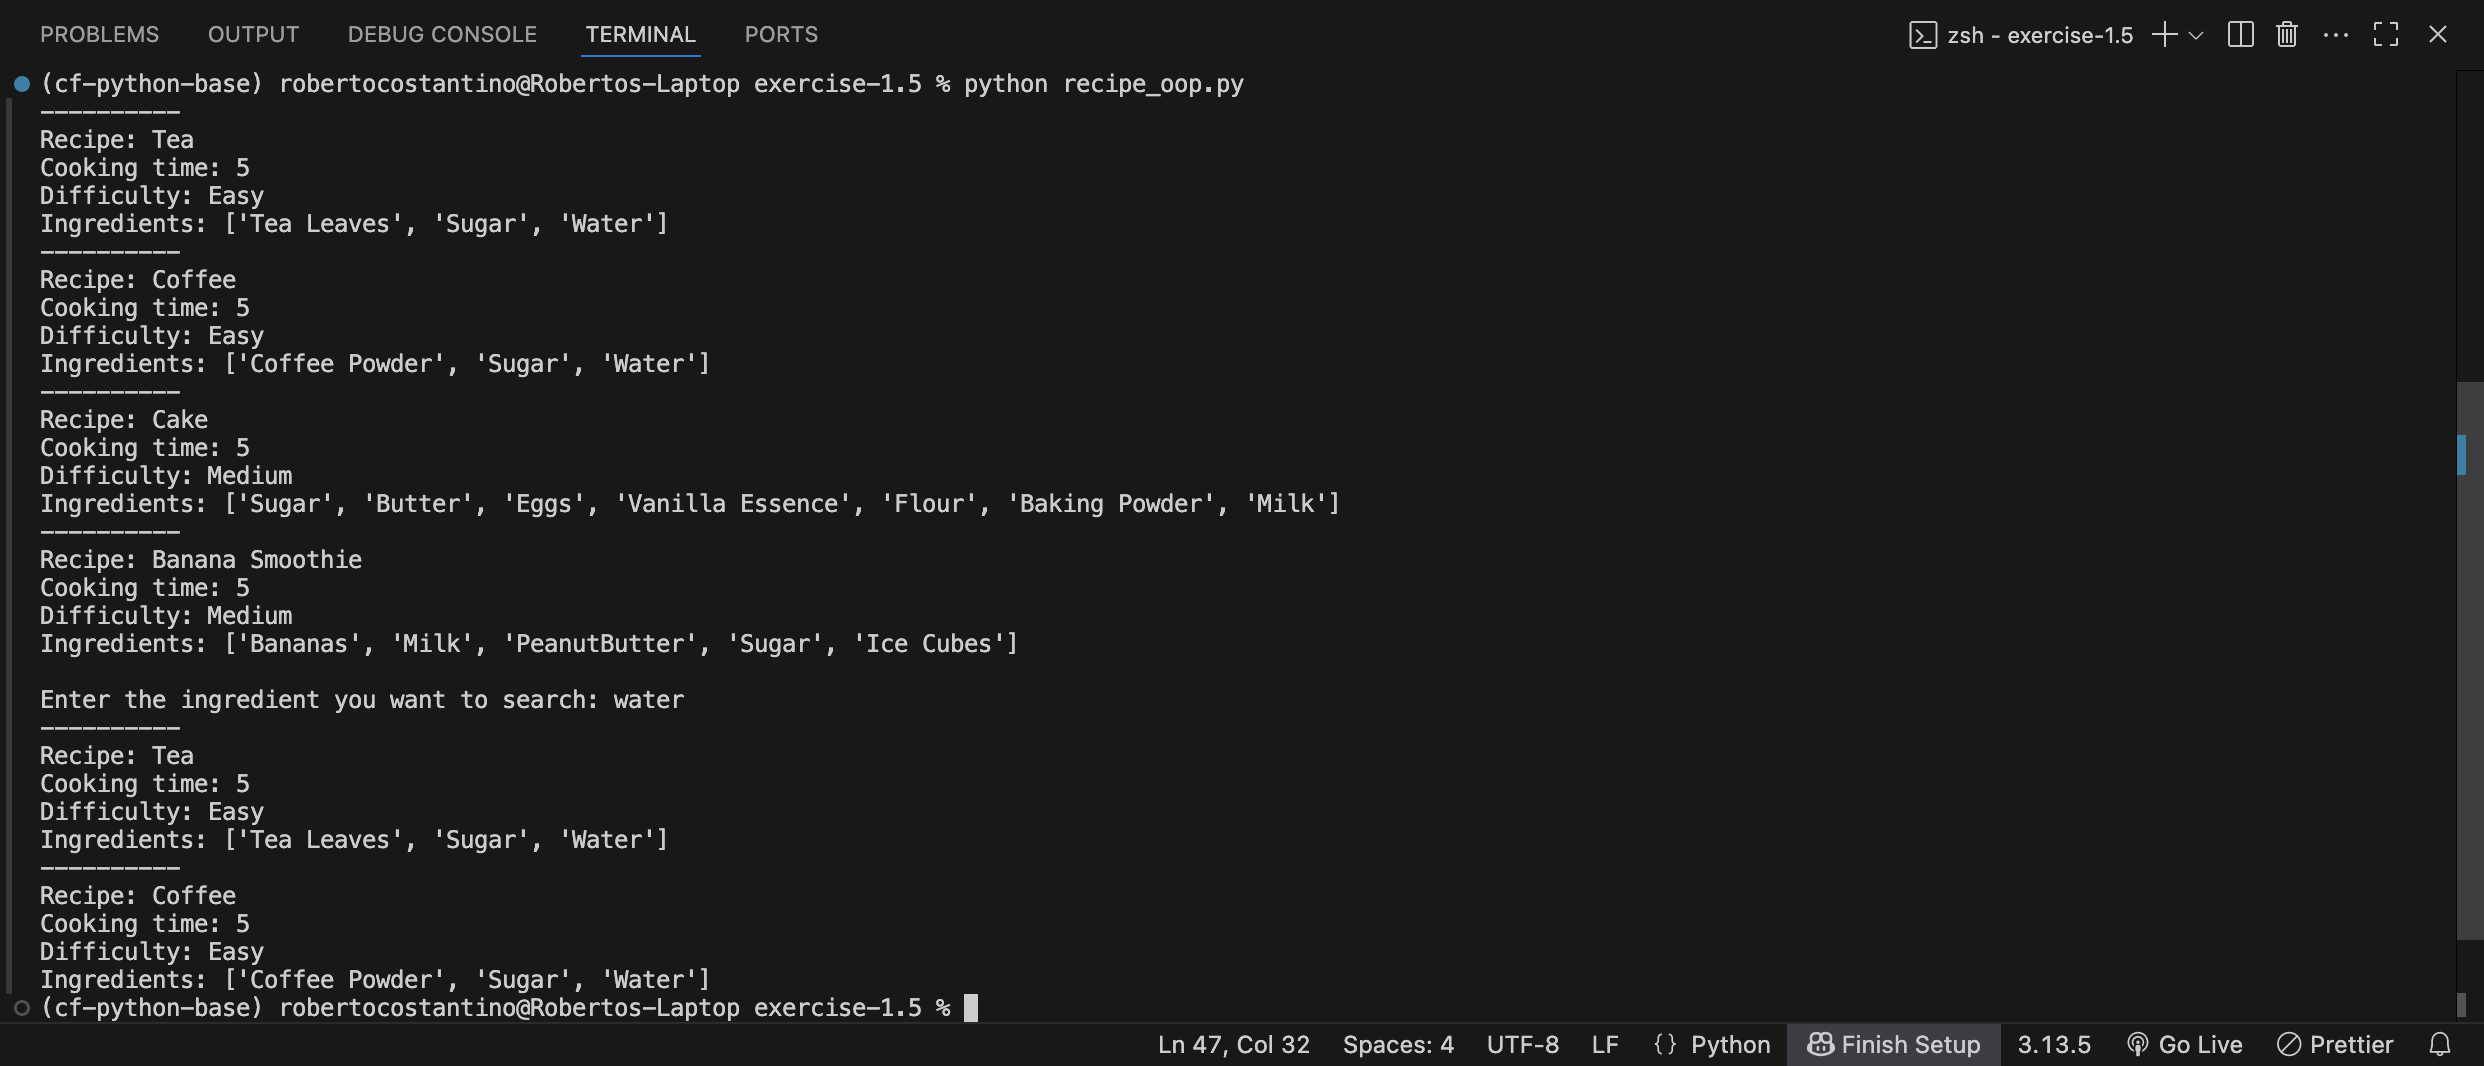 PROBLEMS OUTPUT DEBUG CONSOLE TERMINAL PORTS zsh - exercise-1.5
(cf-python-base) robertocostantino@Robertos-Laptop exercise-1.5 % python recipe_oop.py
----------
Recipe: Tea
Cooking time: 5
Difficulty: Easy
Ingredients: ['Tea Leaves', 'Sugar', 'Water']
----------
Recipe: Coffee
Cooking time: 5
Difficulty: Easy
Ingredients: ['Coffee Powder', 'Sugar', 'Water']
----------
Recipe: Cake
Cooking time: 5
Difficulty: Medium
Ingredients: ['Sugar', 'Butter', 'Eggs', 'Vanilla Essence', 'Flour', 'Baking Powder', 'Milk']
----------
Recipe: Banana Smoothie
Cooking time: 5
Difficulty: Medium
Ingredients: ['Bananas', 'Milk', 'PeanutButter', 'Sugar', 'Ice Cubes']
Enter the ingredient you want to search: water
----------
Recipe: Tea
Cooking time: 5
Difficulty: Easy
Ingredients: ['Tea Leaves', 'Sugar', 'Water']
----------
Recipe: Coffee
Cooking time: 5
Difficulty: Easy
Ingredients: ['Coffee Powder', 'Sugar', 'Water']
(cf-python-base) robertocostantino@Robertos-Laptop exercise-1.5 %
Ln 47, Col 32 Spaces: 4 UTF-8 LF {} Python Finish Setup 3.13.5 Go Live Prettier